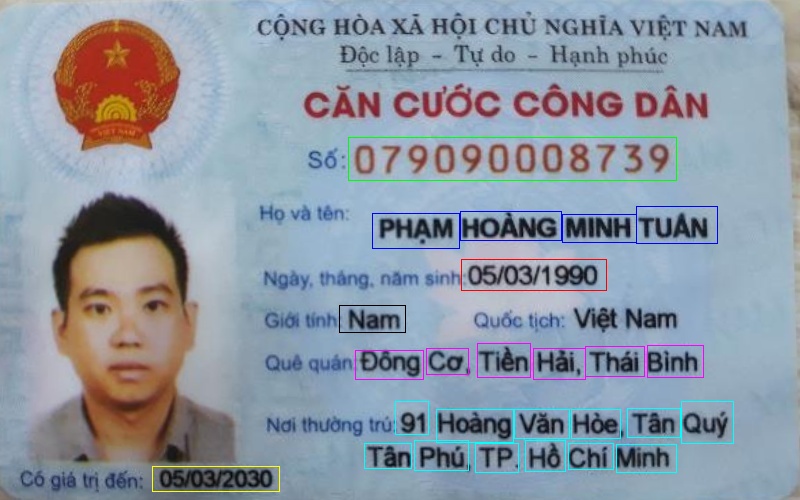 CỘNG HÒA XÃ HỘI CHỦ NGHĨA VIỆT NAM
Độc lập - Tự do - Hạnh phúc
CĂN CƯỚC CÔNG DÂN
Số: 079090008739
Họ và tên: PHẠM HOÀNG MINH TUẤN
Ngày, tháng, năm sinh: 05/03/1990
Giới tính: Nam Quốc tịch: Việt Nam
Quê quán: Đông Cơ, Tiền Hải, Thái Bình
Nơi thường trú: 91 Hoàng Văn Hòe, Tân Quý
Tân Phú, TP. Hồ Chí Minh
Có giá trị đến: 05/03/2030
VIỆT NAM